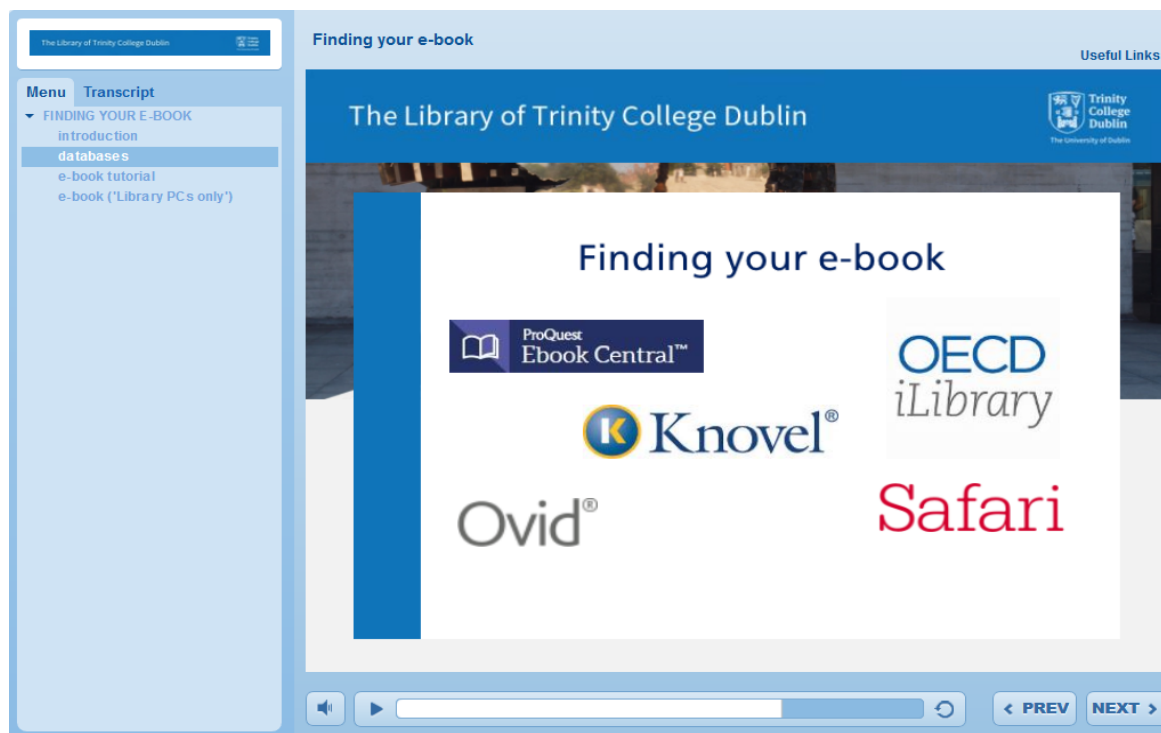 The Library of Trinity College Dublin
Menu Transcript
FINDING YOUR E-BOOK
introduction
databases
e-book tutorial
e-book ('Library PCs only')
Finding your e-book
Useful Links
The Library of Trinity College Dublin
Trinity
College
Dublin
The University of Dublin
Finding your e-book
ProQuest
Ebook Central™
OECD
iLibrary
K Knovel®
Ovid®
Safari
< PREV NEXT >